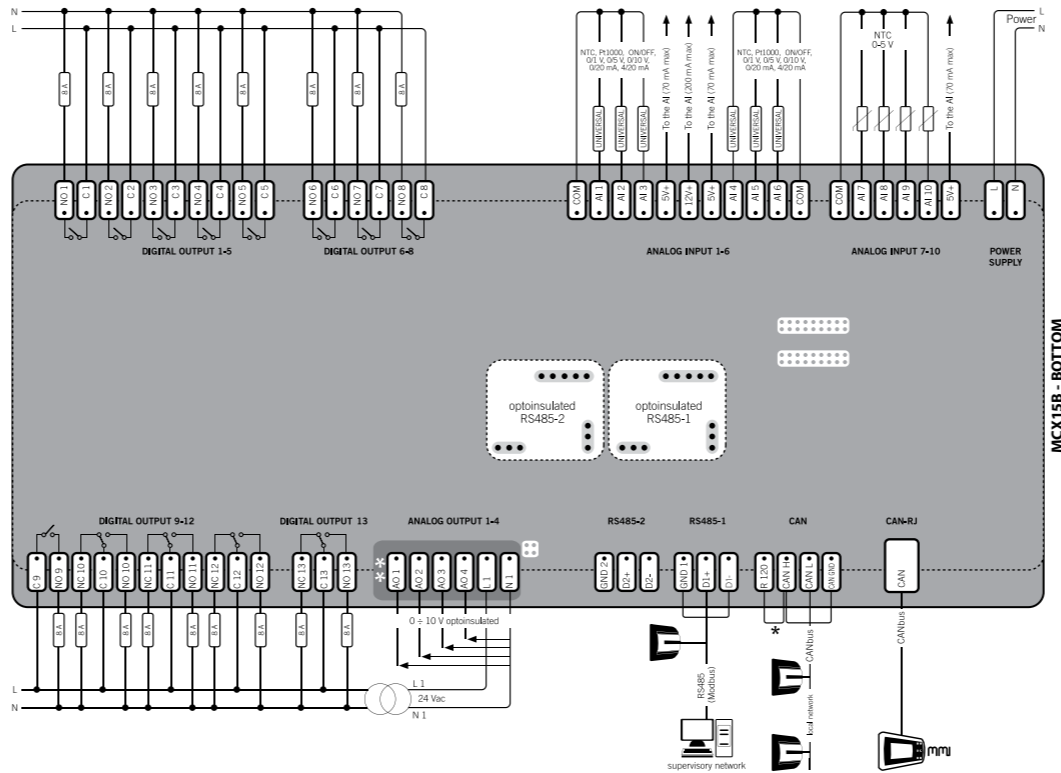 N
L
8 A
8 A
8 A
8 A
8 A
8 A
8 A
8 A
NTC, Pt1000, ON/OFF,
0/1 V, 0/5 V, 0/10 V,
0/20 mA, 4/20 mA
UNIVERSAL
UNIVERSAL
UNIVERSAL
To the AI (70 mA max)
To the AI (200 mA max)
To the AI (70 mA max)
NTC, Pt1000, ON/OFF,
0/1 V, 0/5 V, 0/10 V,
0/20 mA, 4/20 mA
UNIVERSAL
UNIVERSAL
UNIVERSAL
NTC
0-5 V
To the AI (70 mA max)
L
Power
N
NO 1
C 1
NO 2
C 2
NO 3
C 3
NO 4
C 4
NO 5
C 5
NO 6
C 6
NO 7
C 7
NO 8
C 8
COM
AI 1
AI 2
AI 3
5V+
12V+
5V+
AI 4
AI 5
AI 6
COM
COM
AI 7
AI 8
AI 9
AI 10
5V+
L
N
DIGITAL OUTPUT 1-5
DIGITAL OUTPUT 6-8
ANALOG INPUT 1-6
ANALOG INPUT 7-10
POWER
SUPPLY
MCX15B - BOTTOM
optoinsulated
RS485-2
optoinsulated
RS485-1
DIGITAL OUTPUT 9-12
DIGITAL OUTPUT 13
ANALOG OUTPUT 1-4
RS485-2
RS485-1
CAN
CAN-RJ
C 9
NO 9
NC 10
C 10
NO 10
NC 11
C 11
NO 11
NC 12
C 12
NO 12
NC 13
C 13
NO 13
* *
AO 1
AO 2
AO 3
AO 4
L 1
N 1
GND 2
D2+
D2-
GND 1
D1+
D1-
R 120
CAN H
CAN L
CAN GND
CAN
8 A
8 A
8 A
8 A
8 A
8 A
8 A
8 A
8 A
0 ÷ 10 V optoinsulated
*
L
N
L 1
24 Vac
N 1
RS485
(Modbus)
supervisory network
CANbus
local network
CANbus
mmi